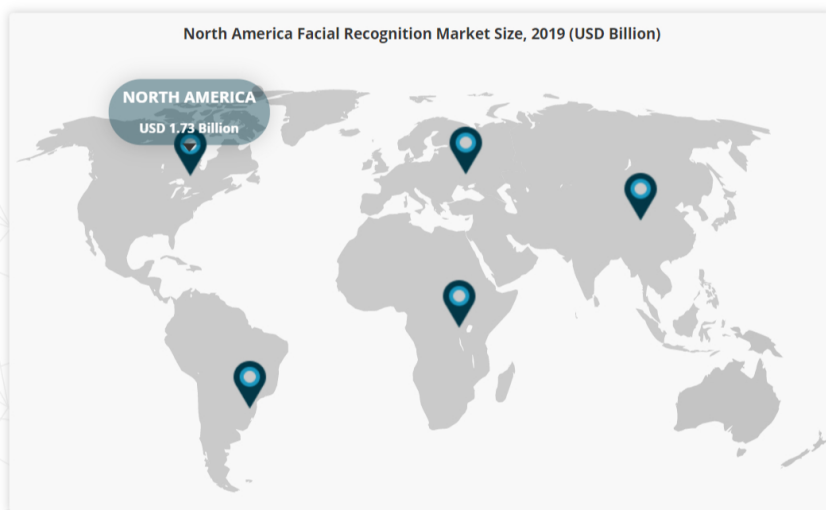 North America Facial Recognition Market Size, 2019 (USD Billion)
NORTH AMERICA
USD 1.73 Billion